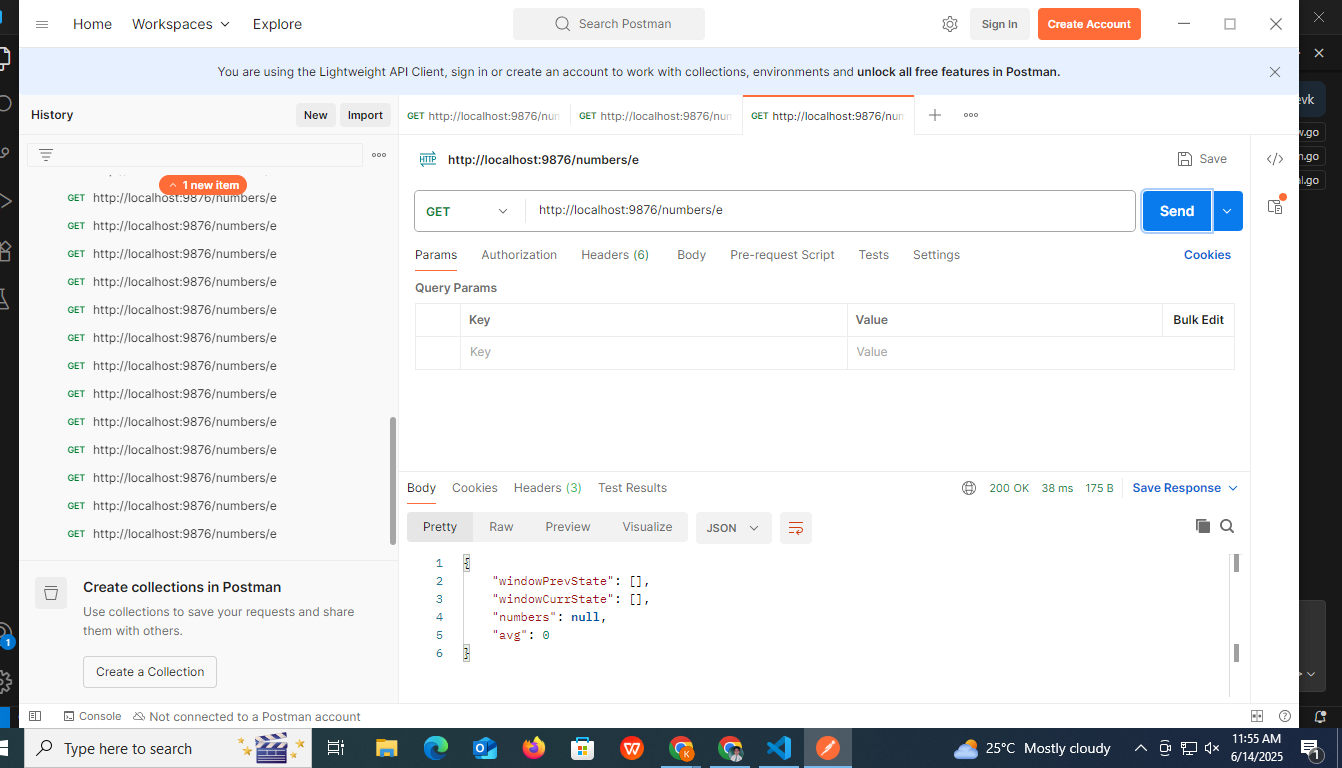 Home Workspaces Explore Search Postman Sign In Create Account
You are using the Lightweight API Client, sign in or create an account to work with collections, environments and unlock all free features in Postman.
History New Import
GET http://localhost:9876/nun GET http://localhost:9876/nun GET http://localhost:9876/nun
HTTP http://localhost:9876/numbers/e Save
1 new item
GET http://localhost:9876/numbers/e
GET http://localhost:9876/numbers/e
GET http://localhost:9876/numbers/e
GET http://localhost:9876/numbers/e
GET http://localhost:9876/numbers/e
GET http://localhost:9876/numbers/e
GET http://localhost:9876/numbers/e
GET http://localhost:9876/numbers/e
GET http://localhost:9876/numbers/e
GET http://localhost:9876/numbers/e
GET http://localhost:9876/numbers/e
GET http://localhost:9876/numbers/e
GET http://localhost:9876/numbers/e
Create collections in Postman
Use collections to save your requests and share
them with others.
Create a Collection
GET http://localhost:9876/numbers/e Send
Params Authorization Headers (6) Body Pre-request Script Tests Settings Cookies
Query Params
Key Value Bulk Edit
Key Value
Body Cookies Headers (3) Test Results 200 OK 38 ms 175 B Save Response
Pretty Raw Preview Visualize JSON
1 {
2 "windowPrevState": [],
3 "windowCurrState": [],
4 "numbers": null,
5 "avg": 0
6 }
Console Not connected to a Postman account
evk
w.go
n.go
al.go
1
Type here to search 25°C Mostly cloudy 11:55 AM
6/14/2025
1